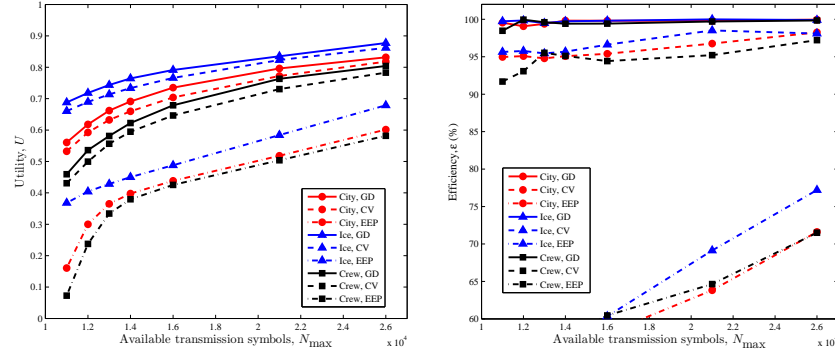 1
0.9
0.8
0.7
0.6
0.5
0.4
0.3
0.2
0.1
0
Utility, U
City, GD
City, CV
City, EEP
Ice, GD
Ice, CV
Ice, EEP
Crew, GD
Crew, CV
Crew, EEP
1 1.2 1.4 1.6 1.8 2 2.2 2.4 2.6
x 10⁴
Available transmission symbols, Nmax
100
95
90
85
80
75
70
65
60
Efficiency,ε (%)
City, GD
City, CV
City, EEP
Ice, GD
Ice, CV
Ice, EEP
Crew, GD
Crew, CV
Crew, EEP
1 1.2 1.4 1.6 1.8 2 2.2 2.4 2.6
x 10⁴
Available transmission symbols, Nmax